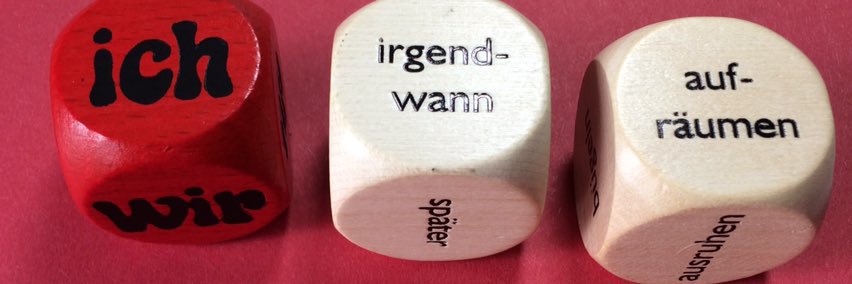 ich
wir
irgend-
wann
später
auf-
räumen
ausruhen